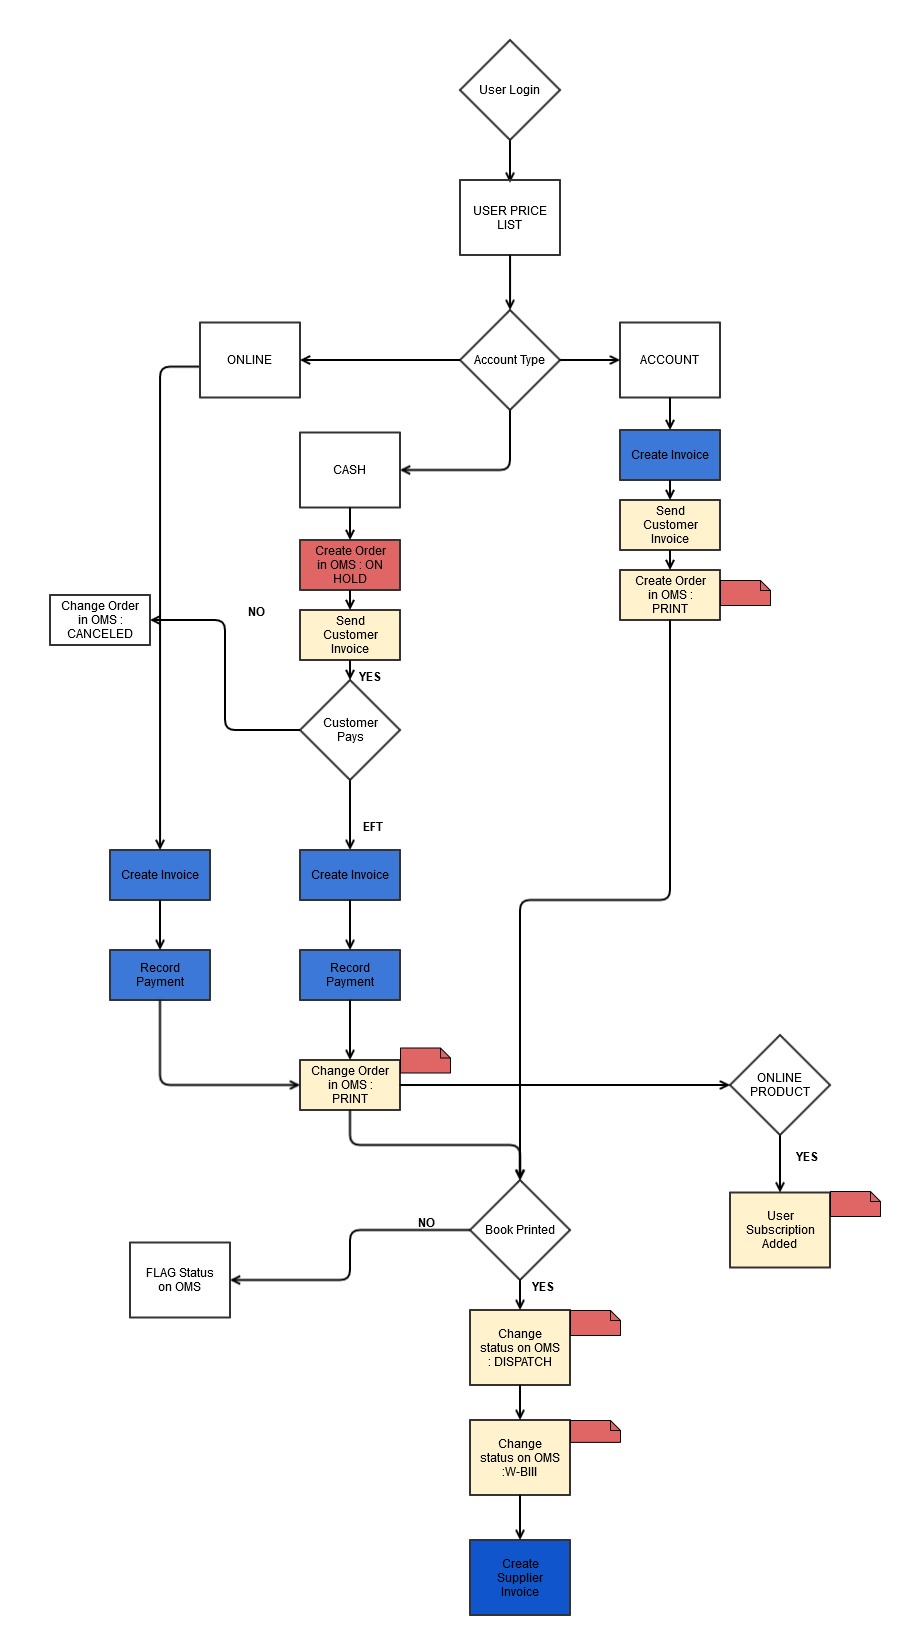 User Login
USER PRICE
LIST
ONLINE
Account Type
ACCOUNT
CASH
Create Invoice
Send
Customer
Invoice
Create Order
in OMS : ON
HOLD
Create Order
in OMS :
PRINT
Change Order
in OMS :
CANCELED
NO
Send
Customer
Invoice
YES
Customer
Pays
EFT
Create Invoice
Create Invoice
Record
Payment
Record
Payment
Change Order
in OMS :
PRINT
ONLINE
PRODUCT
YES
User
Subscription
Added
NO
Book Printed
FLAG Status
on OMS
YES
Change
status on OMS
: DISPATCH
Change
status on OMS
:W-BIll
Create
Supplier
Invoice